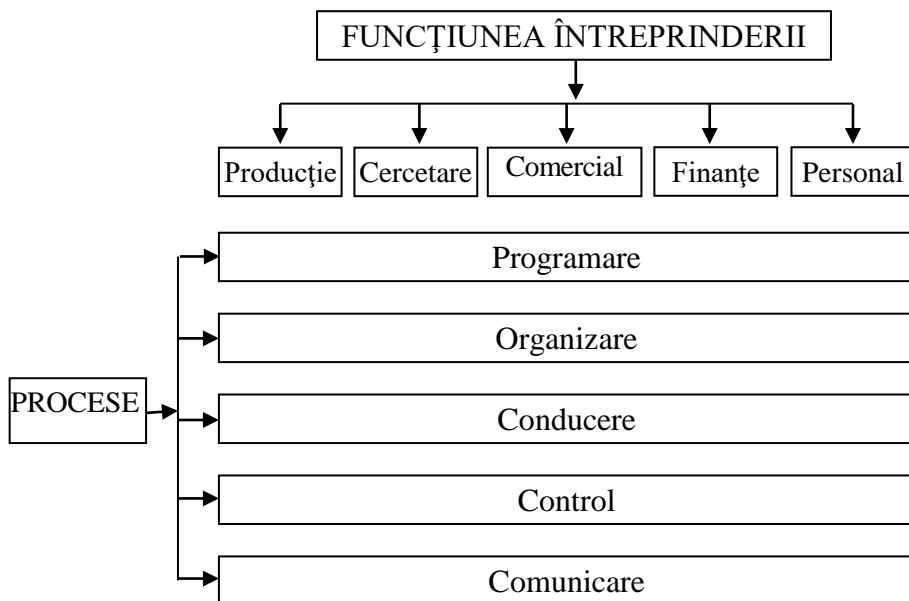 FUNCŢIUNEA ÎNTREPRINDERII
Producţie Cercetare Comercial Finanţe Personal
Programare
Organizare
PROCESE
Conducere
Control
Comunicare